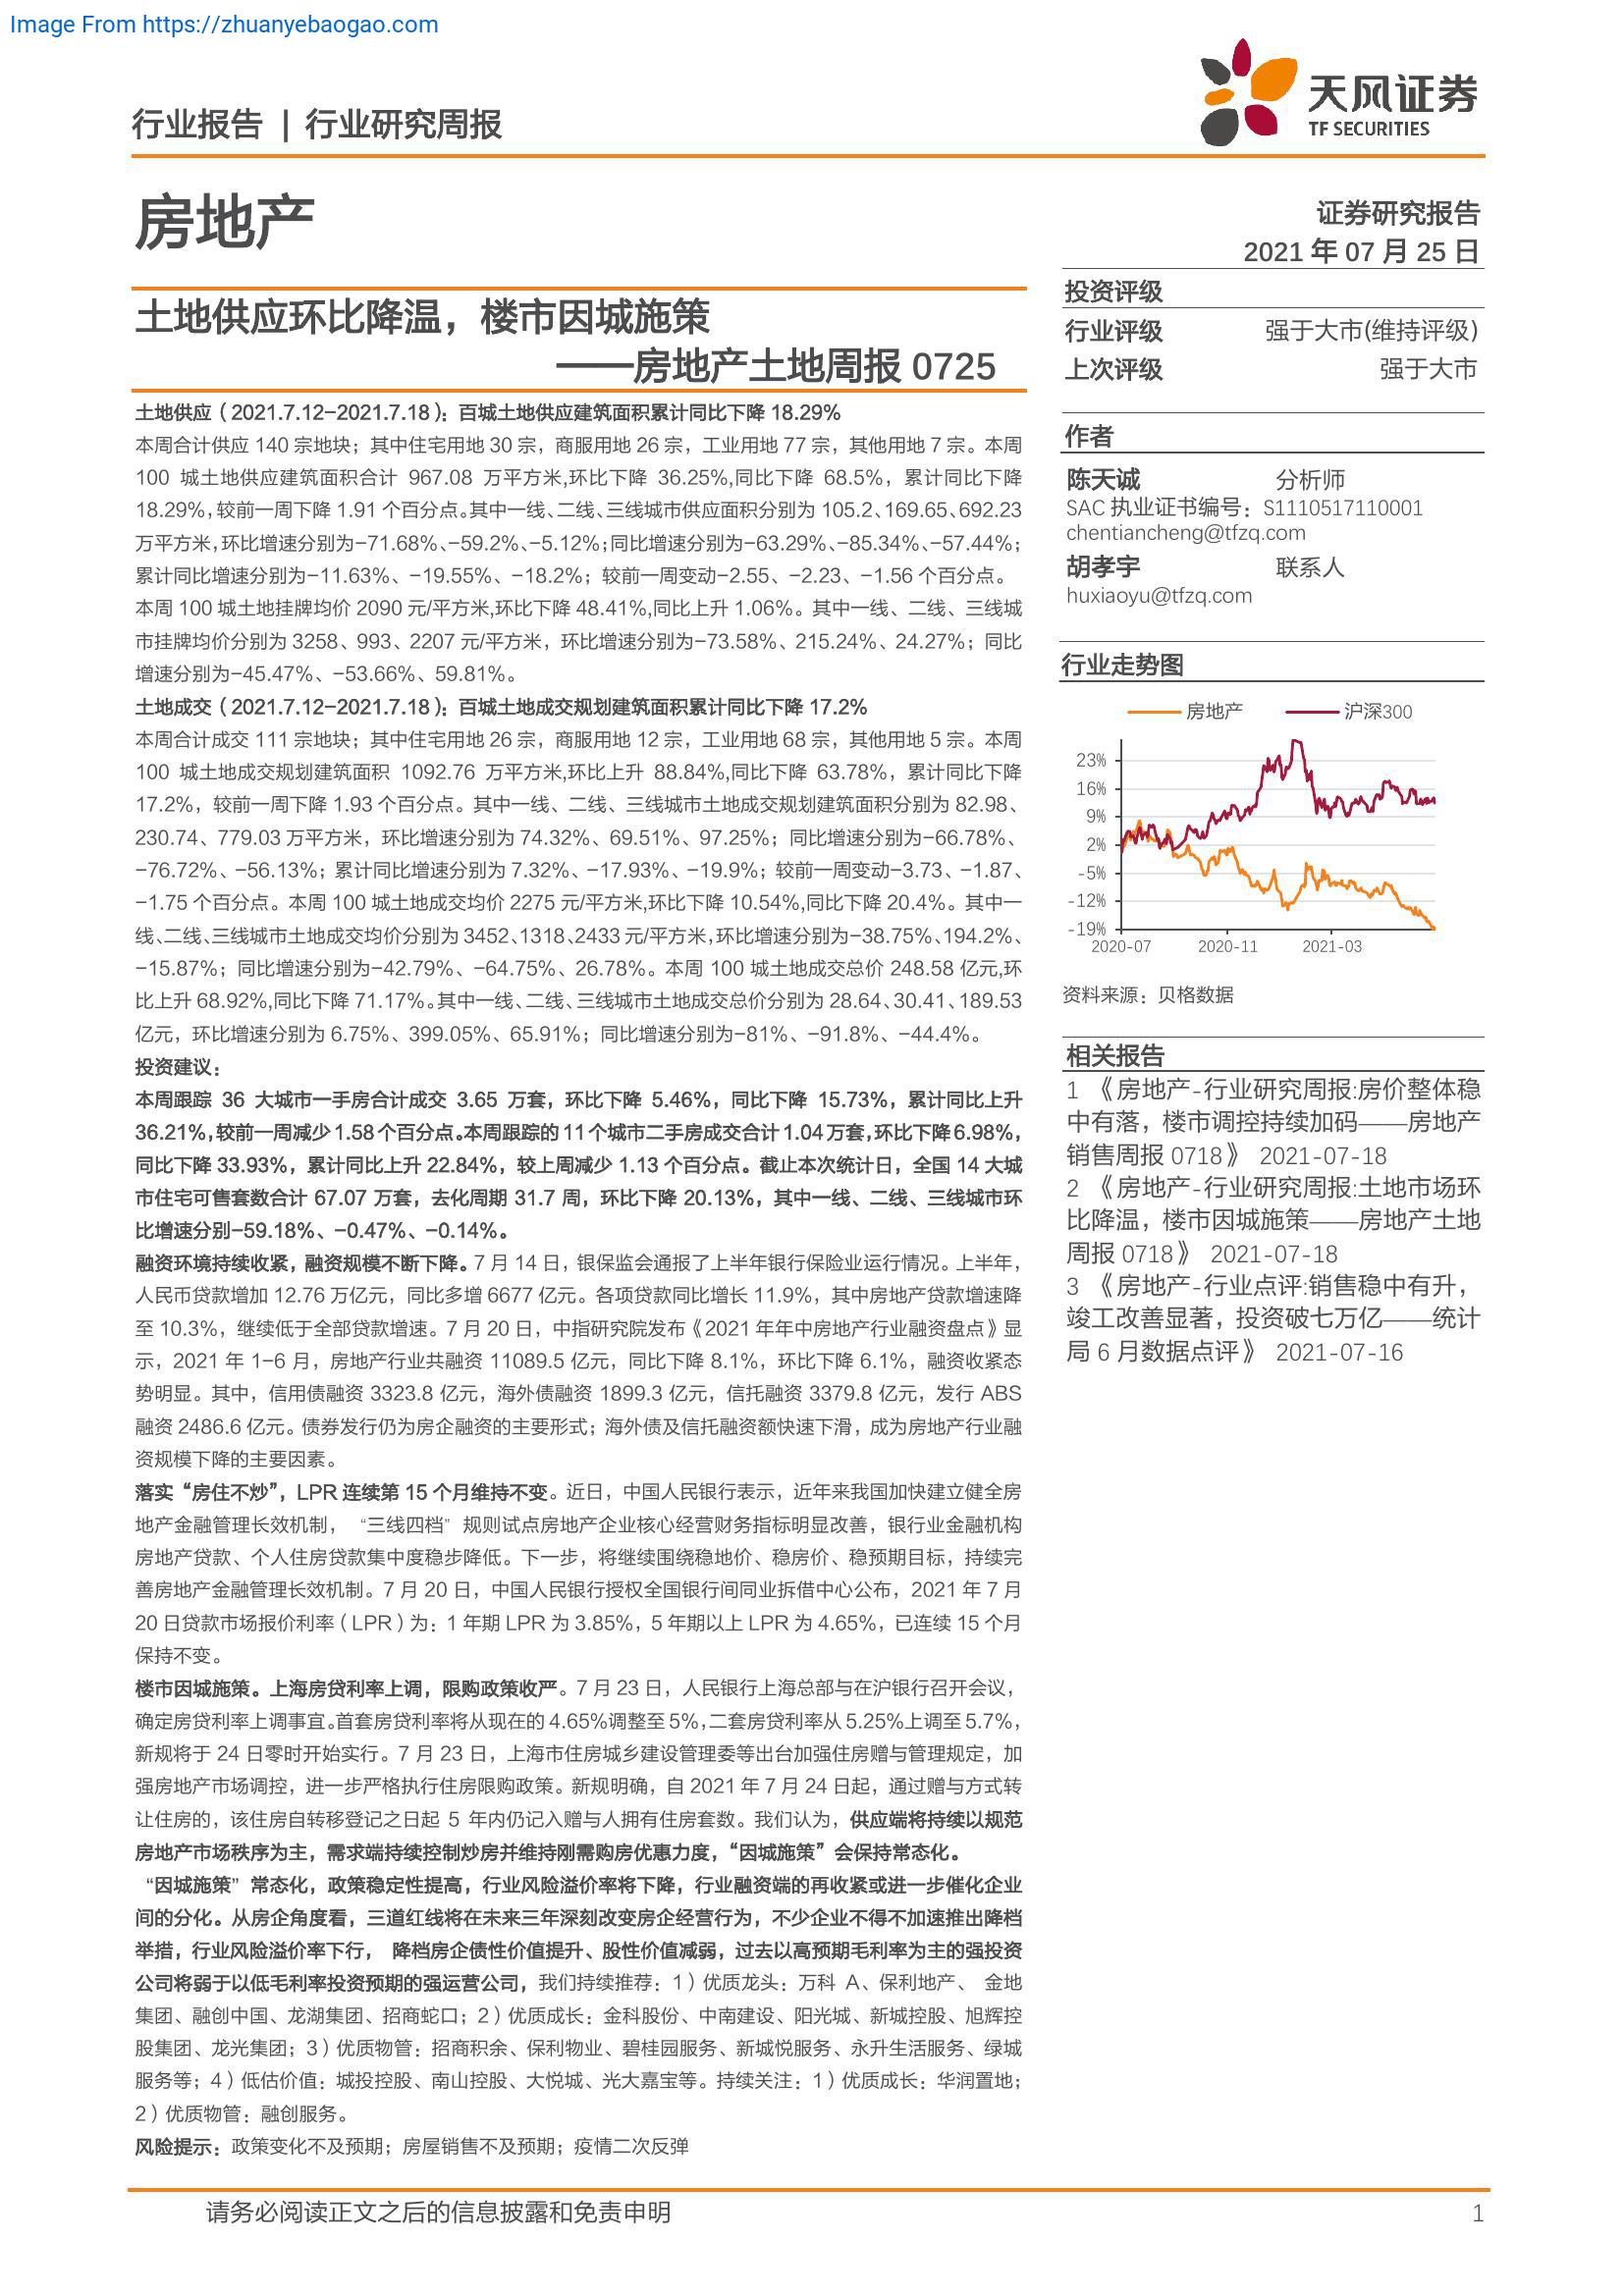 Image From https://zhuanyebaogao.com
行业报告 | 行业研究周报
天风证券
TF SECURITIES
房地产
证券研究报告
2021 年 07 月 25 日
土地供应环比降温，楼市因城施策
——房地产土地周报 0725
土地供应（2021.7.12-2021.7.18）：百城土地供应建筑面积累计同比下降 18.29%
本周合计供应 140 宗地块；其中住宅用地 30 宗，商服用地 26 宗，工业用地 77 宗，其他用地 7 宗。本周
100 城土地供应建筑面积合计 967.08 万平方米,环比下降 36.25%,同比下降 68.5%，累计同比下降
18.29%，较前一周下降 1.91 个百分点。其中一线、二线、三线城市供应面积分别为 105.2、169.65、692.23
万平方米，环比增速分别为-71.68%、-59.2%、-5.12%；同比增速分别为-63.29%、-85.34%、-57.44%；
累计同比增速分别为-11.63%、-19.55%、-18.2%；较前一周变动-2.55、-2.23、-1.56 个百分点。
本周 100 城土地挂牌均价 2090 元/平方米,环比下降 48.41%,同比上升 1.06%。其中一线、二线、三线城
市挂牌均价分别为 3258、993、2207 元/平方米，环比增速分别为-73.58%、215.24%、24.27%；同比
增速分别为-45.47%、-53.66%、59.81%。
土地成交（2021.7.12-2021.7.18）：百城土地成交规划建筑面积累计同比下降 17.2%
本周合计成交 111 宗地块；其中住宅用地 26 宗，商服用地 12 宗，工业用地 68 宗，其他用地 5 宗。本周
100 城土地成交规划建筑面积 1092.76 万平方米,环比上升 88.84%,同比下降 63.78%，累计同比下降
17.2%，较前一周下降 1.93 个百分点。其中一线、二线、三线城市土地成交规划建筑面积分别为 82.98、
230.74、779.03 万平方米，环比增速分别为 74.32%、69.51%、97.25%；同比增速分别为-66.78%、
-76.72%、-56.13%；累计同比增速分别为 7.32%、-17.93%、-19.9%；较前一周变动-3.73、-1.87、
-1.75 个百分点。本周 100 城土地成交均价 2275 元/平方米,环比下降 10.54%,同比下降 20.4%。其中一
线、二线、三线城市土地成交均价分别为 3452、1318、2433 元/平方米，环比增速分别为-38.75%、194.2%、
-15.87%；同比增速分别为-42.79%、-64.75%、26.78%。本周 100 城土地成交总价 248.58 亿元,环
比上升 68.92%,同比下降 71.17%。其中一线、二线、三线城市土地成交总价分别为 28.64、30.41、189.53
亿元，环比增速分别为 6.75%、399.05%、65.91%；同比增速分别为-81%、-91.8%、-44.4%。
投资建议：
本周跟踪 36 大城市一手房合计成交 3.65 万套，环比下降 5.46%，同比下降 15.73%，累计同比上升
36.21%，较前一周减少 1.58 个百分点。本周跟踪的 11 个城市二手房成交合计 1.04 万套，环比下降 6.98%，
同比下降 33.93%，累计同比上升 22.84%，较上周减少 1.13 个百分点。截止本次统计日，全国 14 大城
市住宅可售套数合计 67.07 万套，去化周期 31.7 周，环比下降 20.13%，其中一线、二线、三线城市环
比增速分别-59.18%、-0.47%、-0.14%。
融资环境持续收紧，融资规模不断下降。7 月 14 日，银保监会通报了上半年银行保险业运行情况。上半年，
人民币贷款增加 12.76 万亿元，同比多增 6677 亿元。各项贷款同比增长 11.9%，其中房地产贷款增速降
至 10.3%，继续低于全部贷款增速。7 月 20 日，中指研究院发布《2021 年年中房地产行业融资盘点》显
示，2021 年 1-6 月，房地产行业共融资 11089.5 亿元，同比下降 8.1%，环比下降 6.1%，融资收紧态
势明显。其中，信用债融资 3323.8 亿元，海外债融资 1899.3 亿元，信托融资 3379.8 亿元，发行 ABS
融资 2486.6 亿元。债券发行仍为房企融资的主要形式；海外债及信托融资额快速下滑，成为房地产行业融
资规模下降的主要因素。
落实“房住不炒”，LPR 连续第 15 个月维持不变。近日，中国人民银行表示，近年来我国加快建立健全房
地产金融管理长效机制， “三线四档” 规则试点房地产企业核心经营财务指标明显改善，银行业金融机构
房地产贷款、个人住房贷款集中度稳步降低。下一步，将继续围绕稳地价、稳房价、稳预期目标，持续完
善房地产金融管理长效机制。7 月 20 日，中国人民银行授权全国银行间同业拆借中心公布，2021 年 7 月
20 日贷款市场报价利率（LPR）为：1 年期 LPR 为 3.85%，5 年期以上 LPR 为 4.65%，已连续 15 个月
保持不变。
楼市因城施策。上海房贷利率上调，限购政策收严。7 月 23 日，人民银行上海总部与在沪银行召开会议，
确定房贷利率上调事宜。首套房贷利率将从现在的 4.65%调整至 5%，二套房贷利率从 5.25%上调至 5.7%，
新规将于 24 日零时开始实行。7 月 23 日，上海市住房城乡建设管理委等出台加强住房赠与管理规定，加
强房地产市场调控，进一步严格执行住房限购政策。新规明确，自 2021 年 7 月 24 日起，通过赠与方式转
让住房的，该住房自转移登记之日起 5 年内仍记入赠与人拥有住房套数。我们认为，供应端将持续以规范
房地产市场秩序为主，需求端持续控制炒房并维持刚需购房优惠力度，“因城施策”会保持常态化。
“因城施策” 常态化，政策稳定性提高，行业风险溢价率将下降，行业融资端的再收紧或进一步催化企业
间的分化。从房企角度看，三道红线将在未来三年深刻改变房企经营行为，不少企业不得不加速推出降档
举措，行业风险溢价率下行， 降档房企债性价值提升、股性价值减弱，过去以高预期毛利率为主的强投资
公司将弱于以低毛利率投资预期的强运营公司，我们持续推荐：1）优质龙头：万科 A、保利地产、 金地
集团、融创中国、龙湖集团、招商蛇口；2）优质成长：金科股份、中南建设、阳光城、新城控股、旭辉控
股集团、龙光集团；3）优质物管：招商积余、保利物业、碧桂园服务、新城悦服务、永升生活服务、绿城
服务等；4）低估价值：城投控股、南山控股、大悦城、光大嘉宝等。持续关注：1）优质成长：华润置地；
2）优质物管：融创服务。
风险提示：政策变化不及预期；房屋销售不及预期；疫情二次反弹
投资评级
行业评级 强于大市(维持评级)
上次评级 强于大市
作者
陈天诚 分析师
SAC 执业证书编号：S1110517110001
chentiancheng@tfzq.com
胡孝宇 联系人
huxiaoyu@tfzq.com
行业走势图
房地产 沪深300
23%
16%
9%
2%
-5%
-12%
-19%
2020-07 2020-11 2021-03
资料来源：贝格数据
相关报告
1 《房地产-行业研究周报:房价整体稳
中有落，楼市调控持续加码——房地产
销售周报 0718》 2021-07-18
2 《房地产-行业研究周报:土地市场环
比降温，楼市因城施策——房地产土地
周报 0718》 2021-07-18
3 《房地产-行业点评:销售稳中有升，
竣工改善显著，投资破七万亿——统计
局 6 月数据点评》 2021-07-16
请务必阅读正文之后的信息披露和免责申明 1